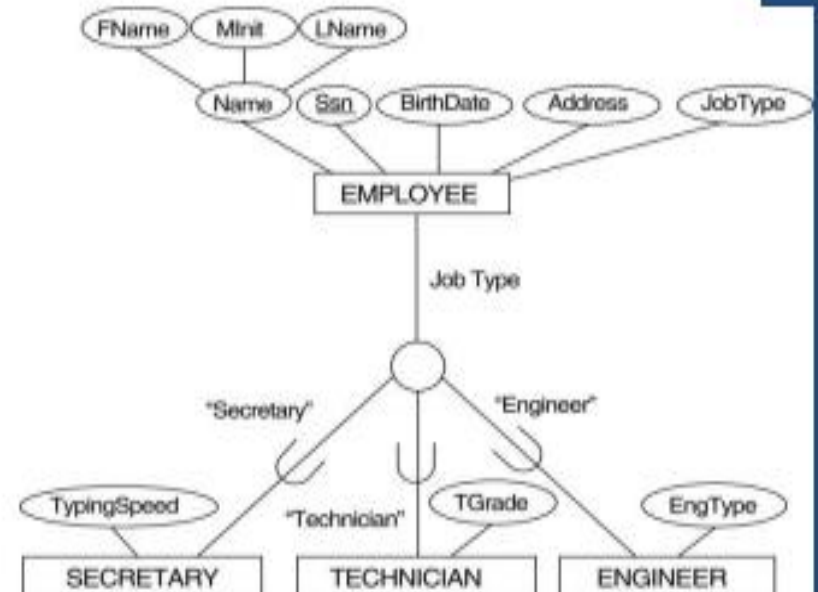 FName MInit LName
Name Ssn BirthDate Address JobType
EMPLOYEE
Job Type
"Secretary" "Engineer"
TypingSpeed "Technician" TGrade EngType
SECRETARY TECHNICIAN ENGINEER